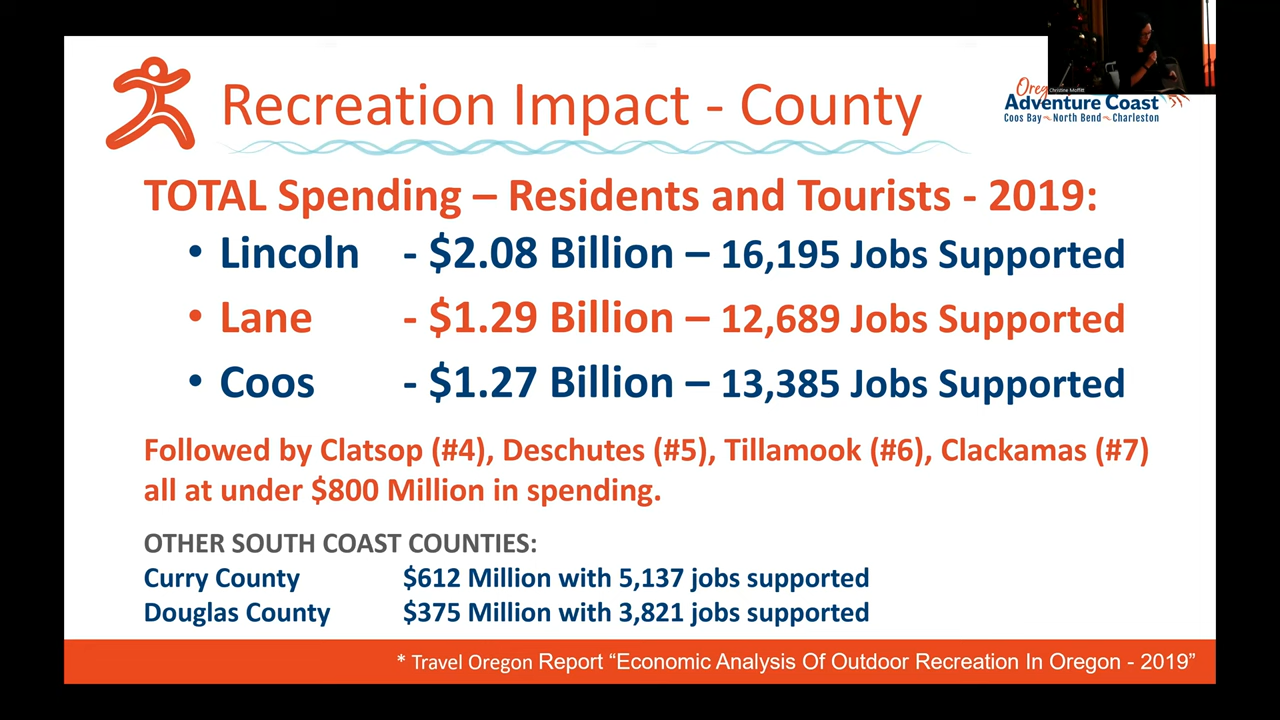 Recreation Impact - County
Christine Moffitt
Adventure Coast
Coos Bay North Bend Charleston
TOTAL Spending – Residents and Tourists - 2019:
• Lincoln - $2.08 Billion – 16,195 Jobs Supported
• Lane - $1.29 Billion – 12,689 Jobs Supported
• Coos - $1.27 Billion – 13,385 Jobs Supported
Followed by Clatsop (#4), Deschutes (#5), Tillamook (#6), Clackamas (#7)
all at under $800 Million in spending.
OTHER SOUTH COAST COUNTIES:
Curry County $612 Million with 5,137 jobs supported
Douglas County $375 Million with 3,821 jobs supported
* Travel Oregon Report “Economic Analysis Of Outdoor Recreation In Oregon - 2019”